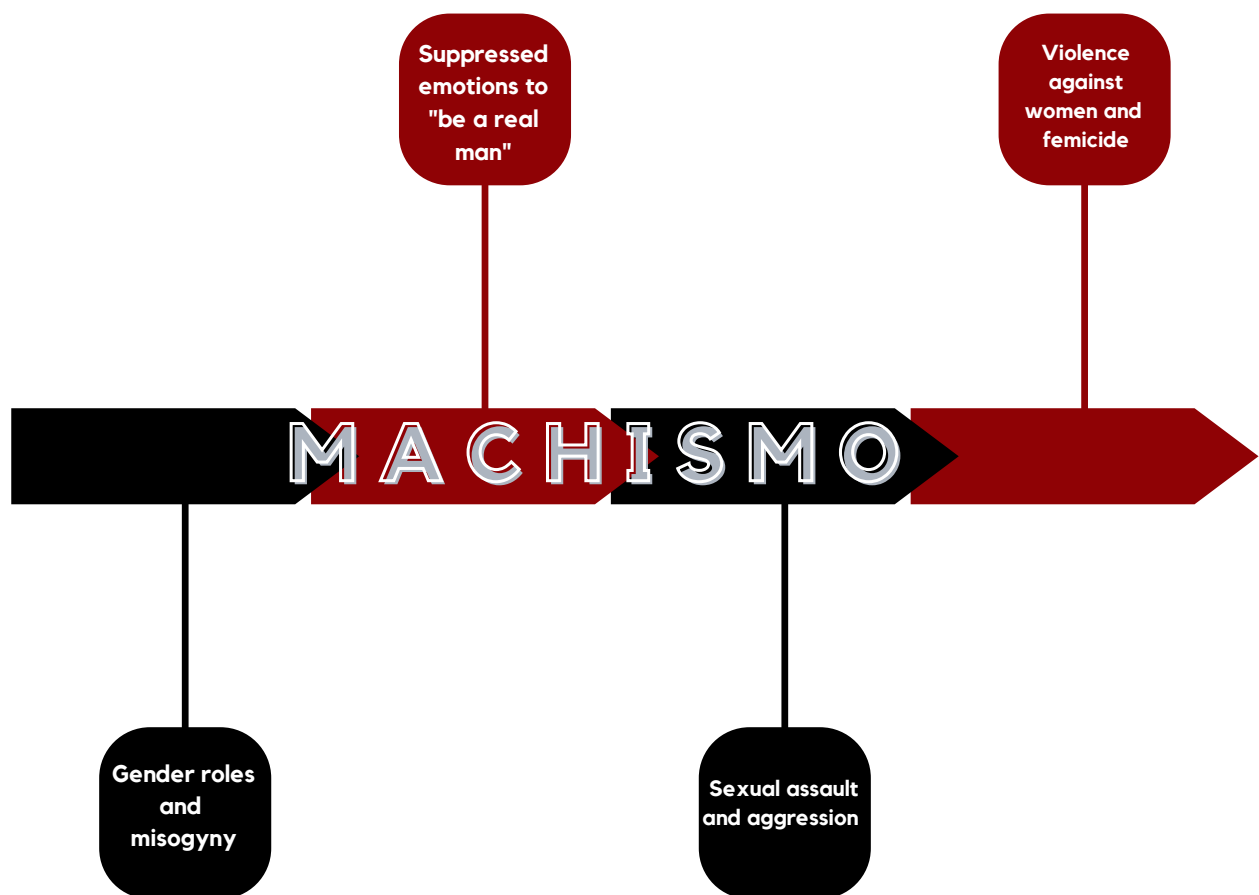 Suppressed
emotions to
"be a real
man"
Violence
against
women and
femicide
MACHISMO
Gender roles
and
misogyny
Sexual assault
and aggression